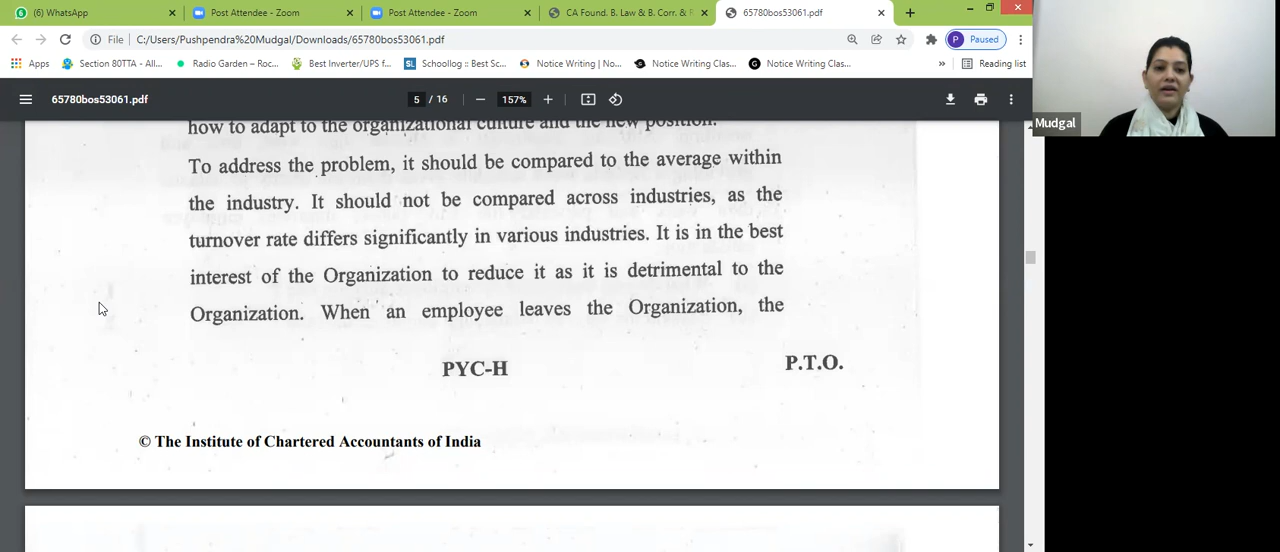 (6) WhatsApp
Post Attendee - Zoom
Post Attendee - Zoom
CA Found. B. Law & B. Corr. & R
65780bos53061.pdf
File
C:/Users/Pushpendra%20Mudgal/Downloads/65780bos53061.pdf
P
Paused
Apps
Section 80TTA - All...
Radio Garden – Roc...
Best Inverter/UPS f...
SL
Schoollog :: Best Sc...
Notice Writing | No...
Notice Writing Clas...
G
Notice Writing Clas...
»
Reading list
65780bos53061.pdf
5 / 16
157%
Mudgal
how to adapt to the organizational culture and the new position.
To address the problem, it should be compared to the average within
the industry. It should not be compared across industries, as the
turnover rate differs significantly in various industries. It is in the best
interest of the Organization to reduce it as it is detrimental to the
Organization. When an employee leaves the Organization, the
PYC-H
P.T.O.
© The Institute of Chartered Accountants of India